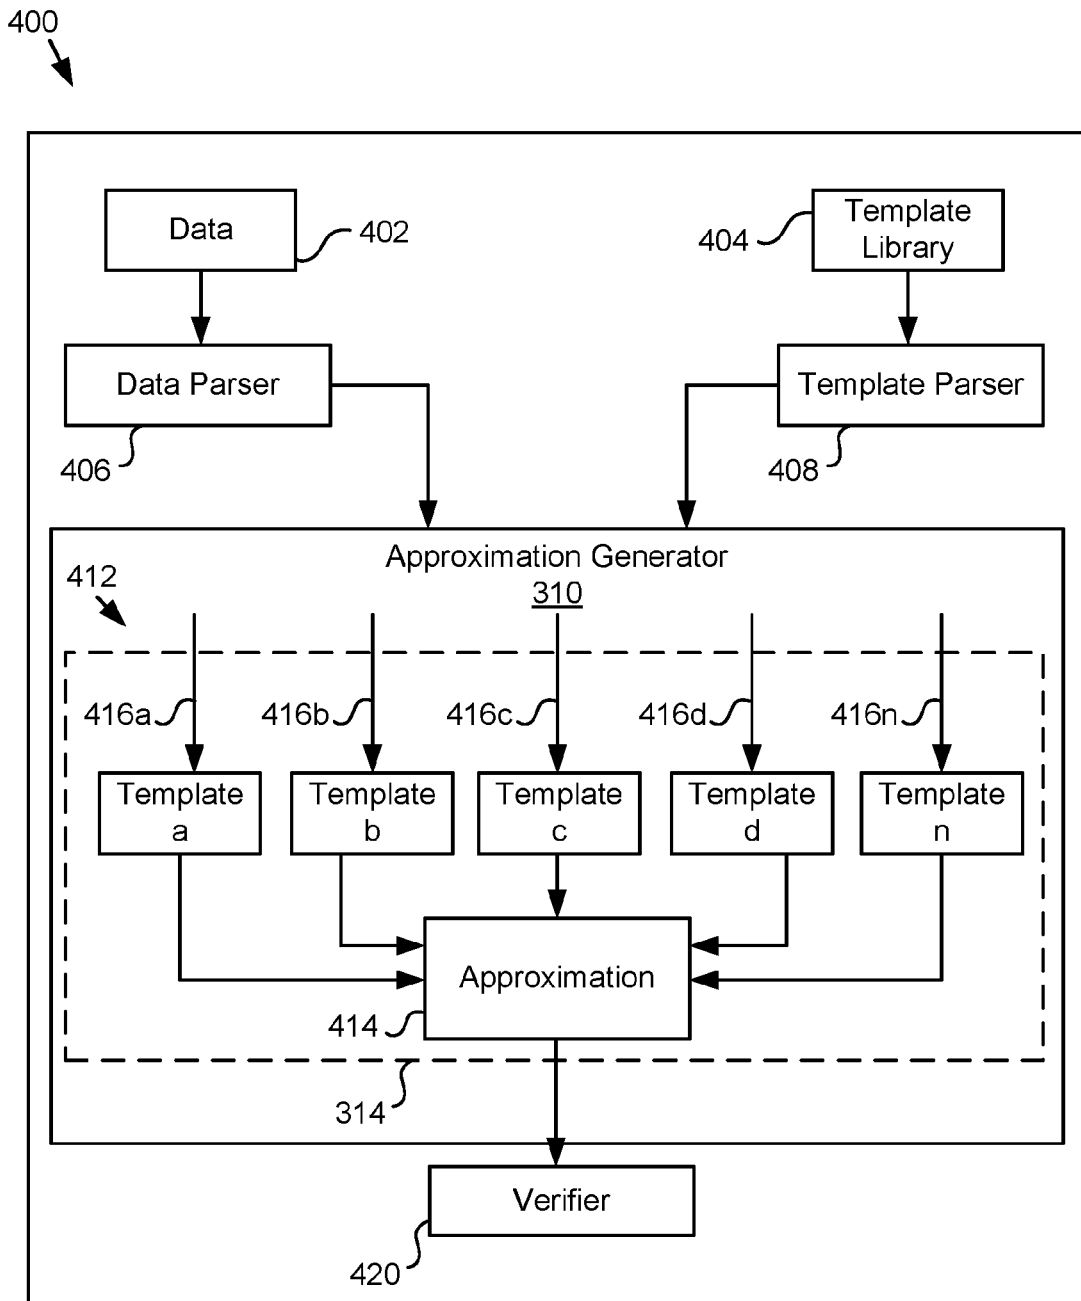 400
Data
402
404
Template
Library
Data Parser
Template Parser
406
408
Approximation Generator
310
412
416a
416b
416c
416d
416n
Template
a
Template
b
Template
c
Template
d
Template
n
Approximation
414
314
Verifier
420